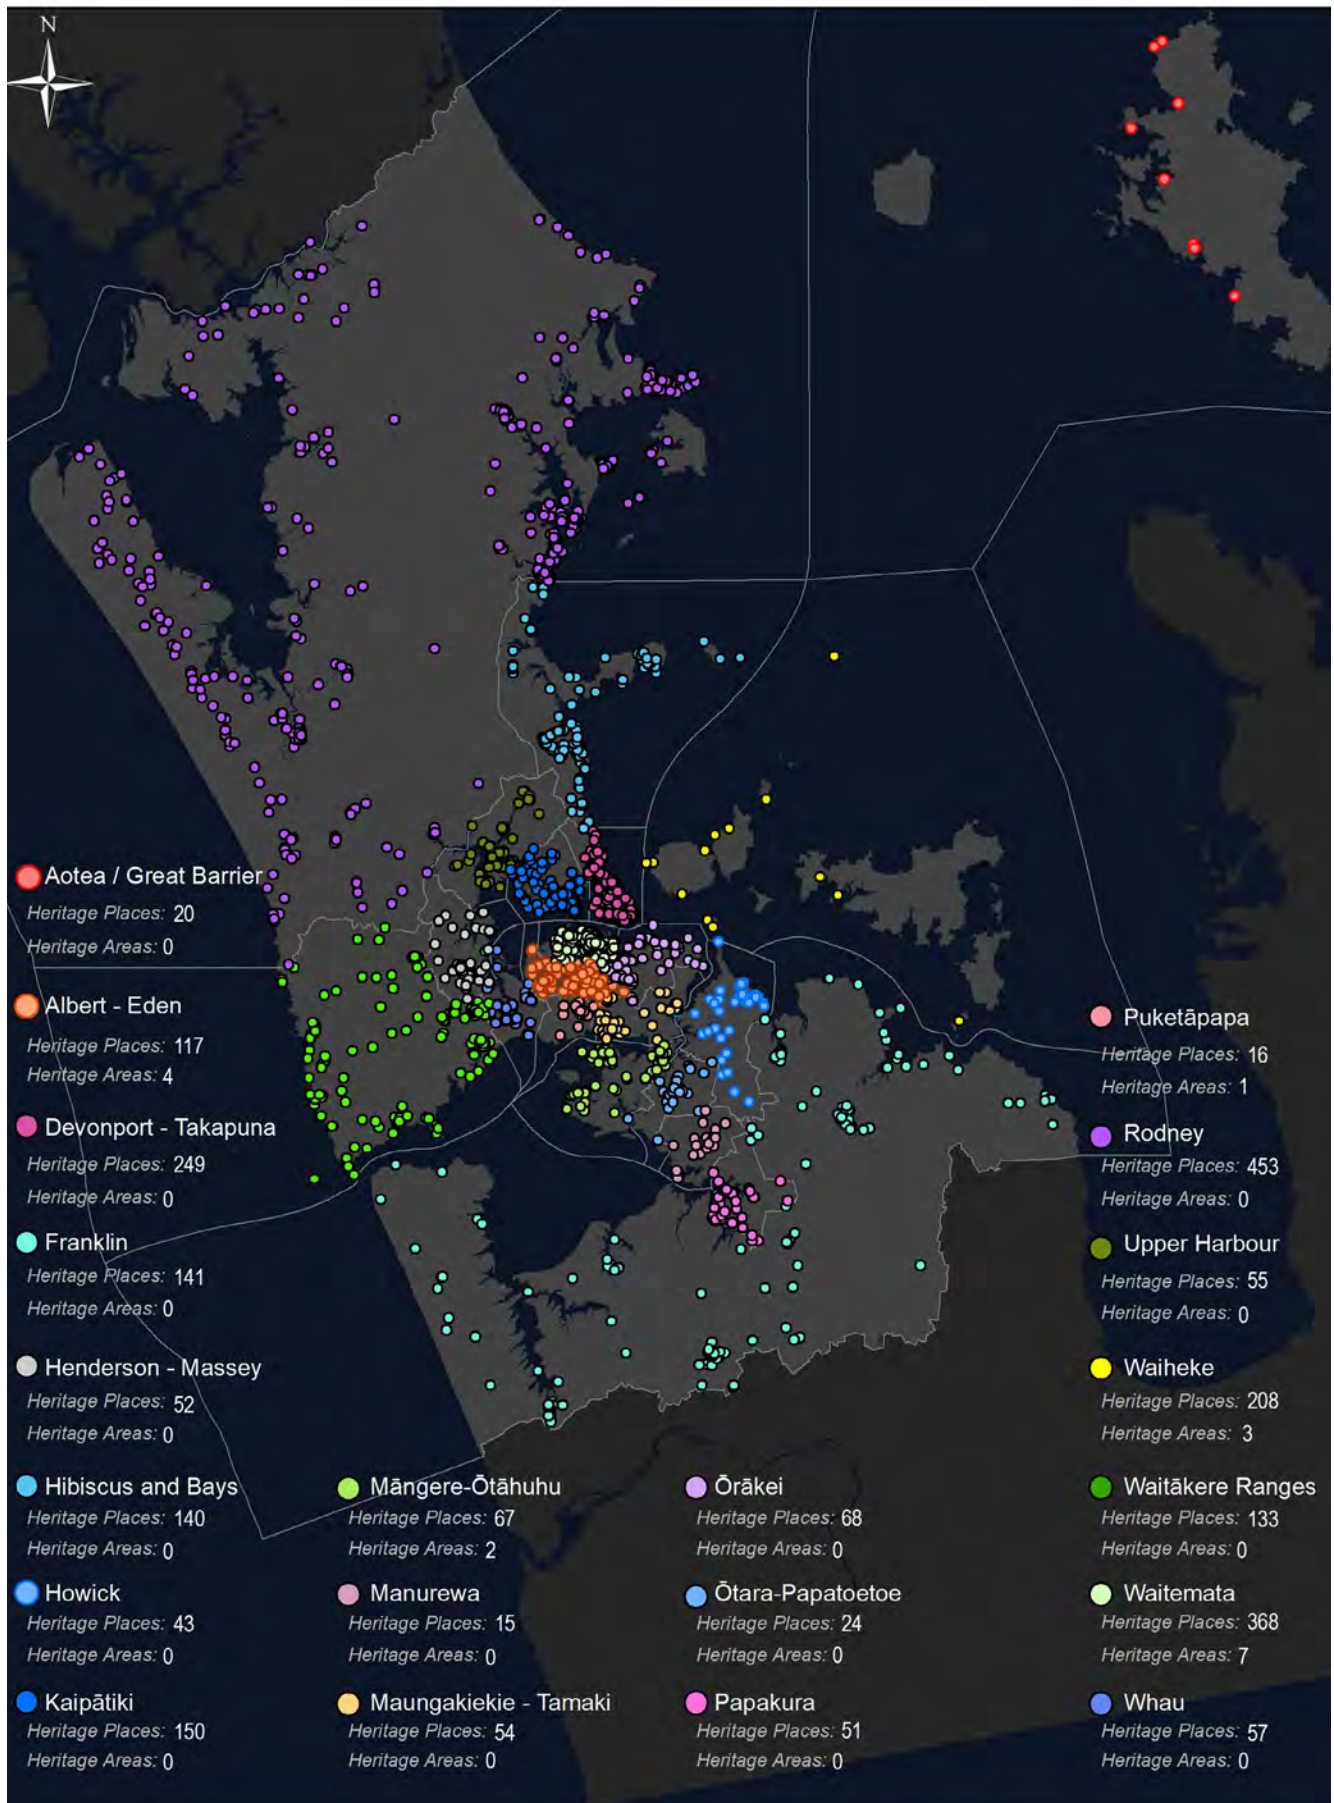 N
Aotea / Great Barrier
Heritage Places: 20
Heritage Areas: 0
Albert - Eden
Heritage Places: 117
Heritage Areas: 4
Devonport - Takapuna
Heritage Places: 249
Heritage Areas: 0
Franklin
Heritage Places: 141
Heritage Areas: 0
Henderson - Massey
Heritage Places: 52
Heritage Areas: 0
Hibiscus and Bays
Heritage Places: 140
Heritage Areas: 0
Howick
Heritage Places: 43
Heritage Areas: 0
Kaipātiki
Heritage Places: 150
Heritage Areas: 0
Māngere-Ōtāhuhu
Heritage Places: 67
Heritage Areas: 2
Manurewa
Heritage Places: 15
Heritage Areas: 0
Maungakiekie - Tamaki
Heritage Places: 54
Heritage Areas: 0
Ōrākei
Heritage Places: 68
Heritage Areas: 0
Ōtara-Papatoetoe
Heritage Places: 24
Heritage Areas: 0
Papakura
Heritage Places: 51
Heritage Areas: 0
Puketāpapa
Heritage Places: 16
Heritage Areas: 1
Rodney
Heritage Places: 453
Heritage Areas: 0
Upper Harbour
Heritage Places: 55
Heritage Areas: 0
Waiheke
Heritage Places: 208
Heritage Areas: 3
Waitākere Ranges
Heritage Places: 133
Heritage Areas: 0
Waitemata
Heritage Places: 368
Heritage Areas: 7
Whau
Heritage Places: 57
Heritage Areas: 0